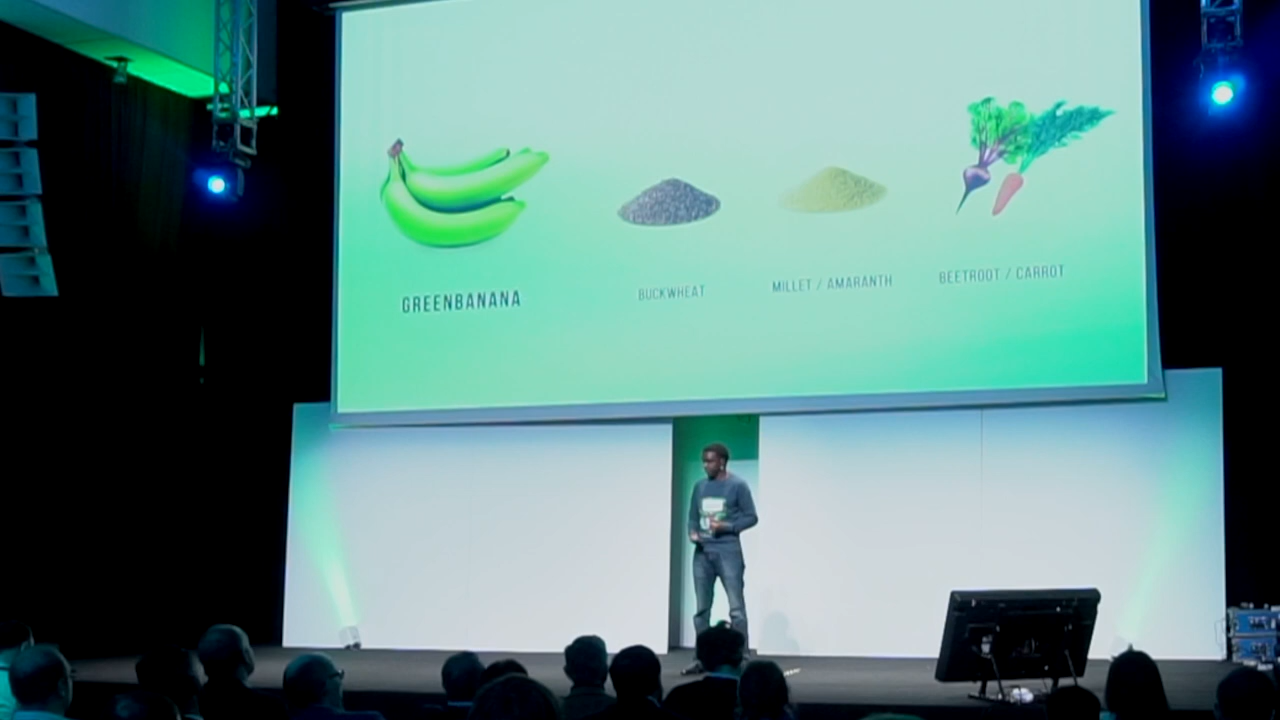 GREENBANANA
BUCKWHEAT
MILLET / AMARANTH
BEETROOT / CARROT